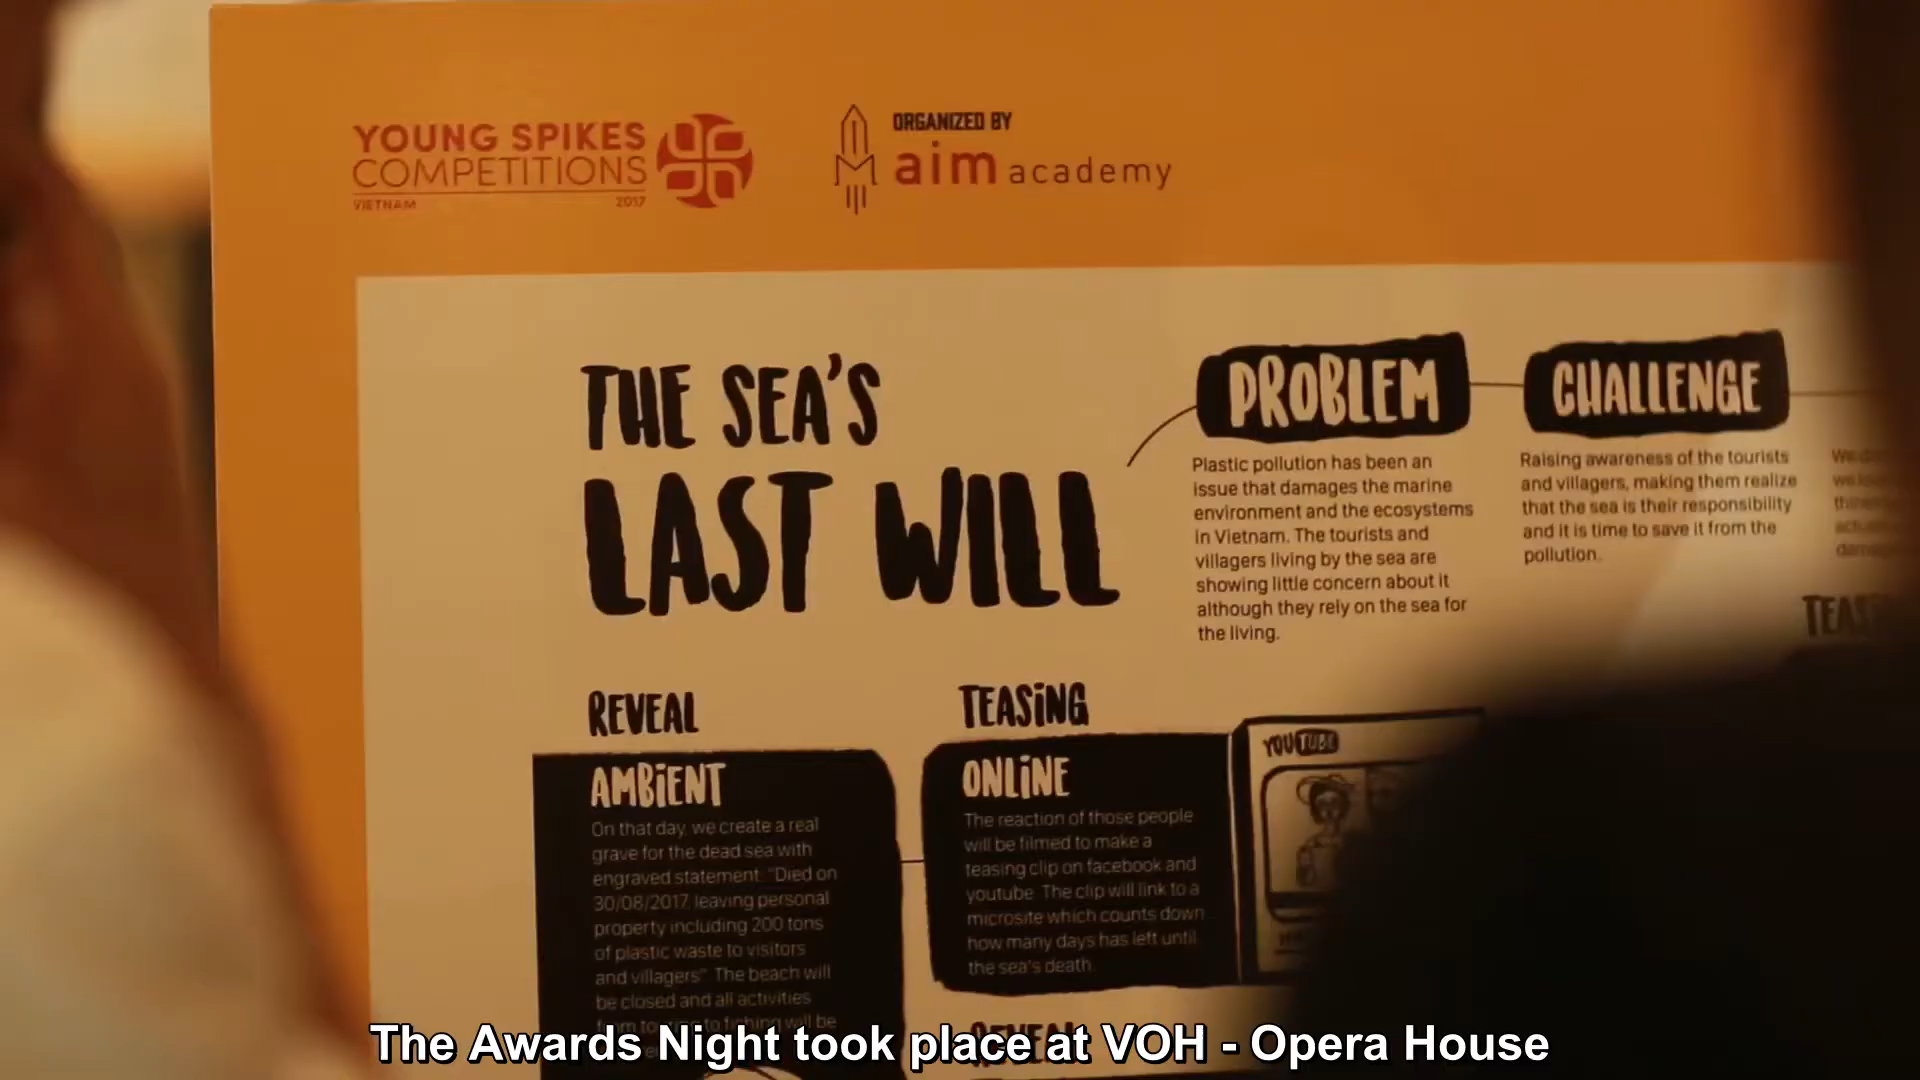 YOUNG SPIKES
COMPETITIONS
VIETNAM 2017
ORGANIZED BY
aim academy
THE SEA'S
LAST WILL
PROBLEM
Plastic pollution has been an
issue that damages the marine
environment and the ecosystems
in Vietnam. The tourists and
villagers living by the sea are
showing little concern about it
although they rely on the sea for
the living.
CHALLENGE
Raising awareness of the tourists
and villagers, making them realize
that the sea is their responsibility
and it is time to save it from the
pollution.
REVEAL
AMBIENT
On that day, we create a real
grave for the dead sea with
engraved statement: "Died on
30/08/2017, leaving personal
property including 200 tons
of plastic waste to visitors
and villagers". The beach will
be closed and all activities
to fishing will be
TEASING
ONLINE
The reaction of those people
will be filmed to make a
teasing clip on facebook and
youtube. The clip will link to a
microsite which counts down
how many days has left until
the sea's death.
YOUTUBE
REVEAL
The Awards Night took place at VOH - Opera House